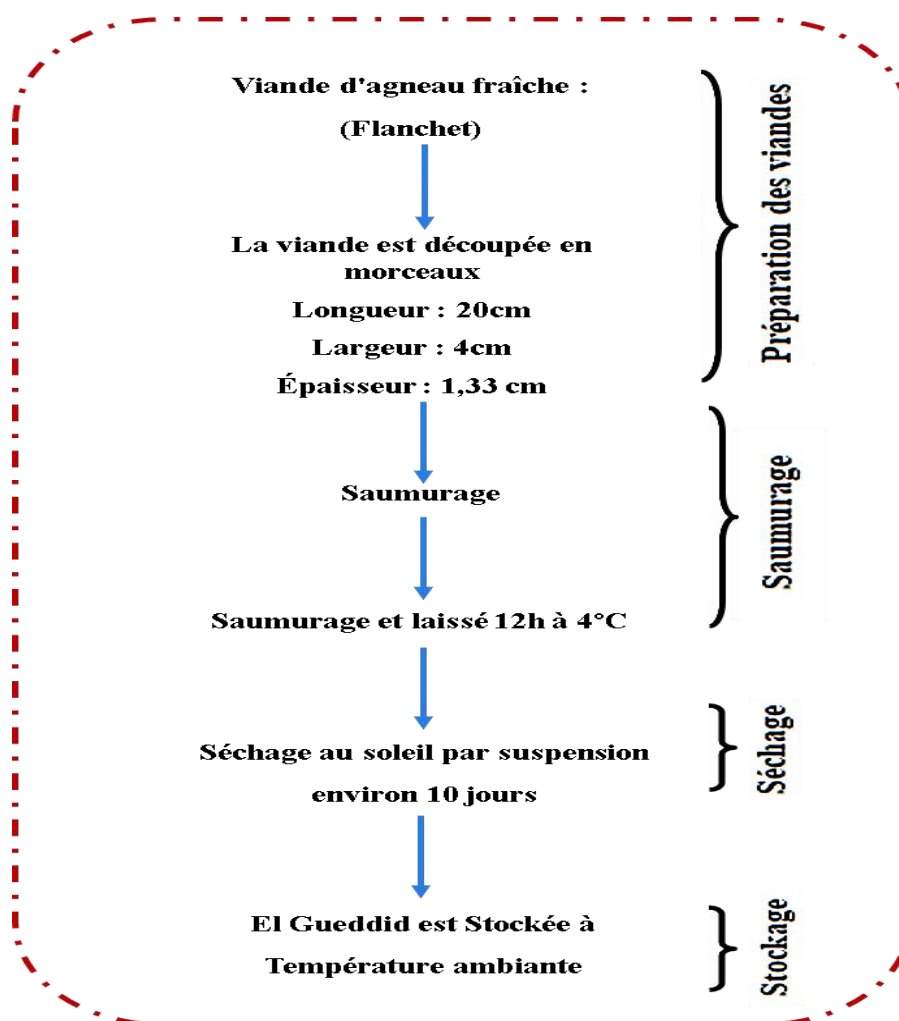 Viande d'agneau fraîche :
(Flanchet)
La viande est découpée en
morceaux
Longueur : 20cm
Largeur : 4cm
Épaisseur : 1,33 cm
Préparation des viandes
Saumurage
Saumurage et laissé 12h à 4°C
Saumurage
Séchage au soleil par suspension
environ 10 jours
Séchage
El Gueddid est Stockée à
Température ambiante
Stockage